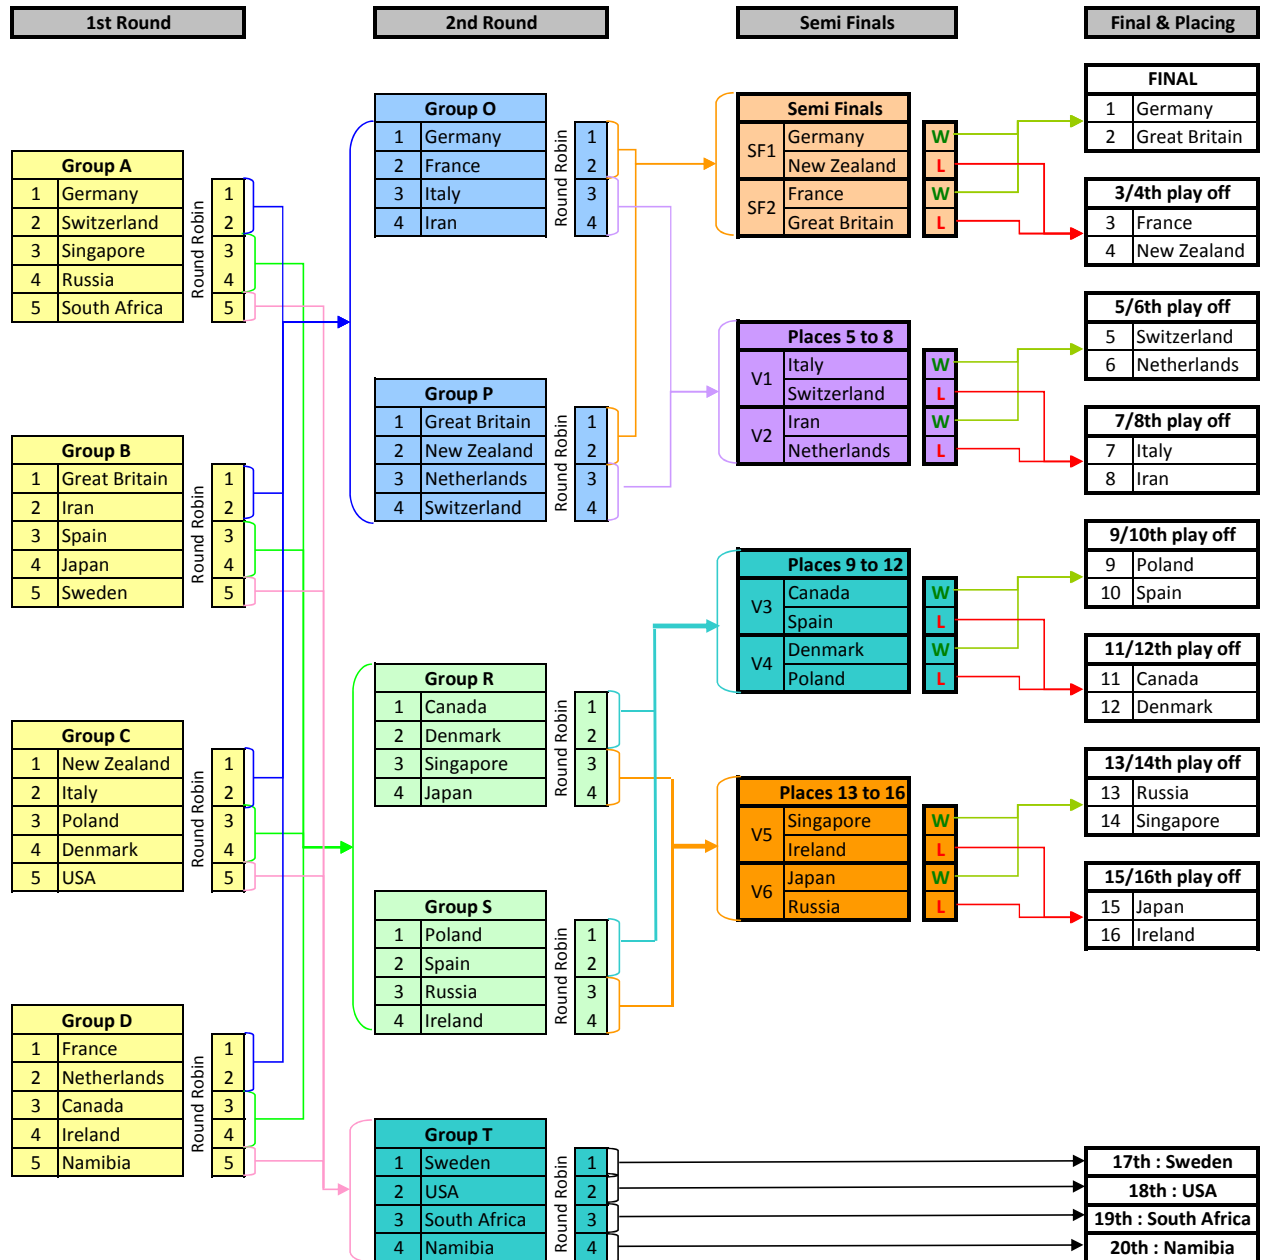 1st Round
2nd Round
Semi Finals
Final & Placing
Group A
1 Germany
2 Switzerland
3 Singapore
4 Russia
5 South Africa
Round Robin
1
2
3
4
5
Group B
1 Great Britain
2 Iran
3 Spain
4 Japan
5 Sweden
Round Robin
1
2
3
4
5
Group C
1 New Zealand
2 Italy
3 Poland
4 Denmark
5 USA
Round Robin
1
2
3
4
5
Group D
1 France
2 Netherlands
3 Canada
4 Ireland
5 Namibia
Round Robin
1
2
3
4
5
Group O
1 Germany
2 France
3 Italy
4 Iran
Round Robin
1
2
3
4
Group P
1 Great Britain
2 New Zealand
3 Netherlands
4 Switzerland
Round Robin
1
2
3
4
Group R
1 Canada
2 Denmark
3 Singapore
4 Japan
Round Robin
1
2
3
4
Group S
1 Poland
2 Spain
3 Russia
4 Ireland
Round Robin
1
2
3
4
Group T
1 Sweden
2 USA
3 South Africa
4 Namibia
Round Robin
1
2
3
4
Semi Finals
SF1
Germany W
New Zealand L
SF2
France W
Great Britain L
Places 5 to 8
V1
Italy W
Switzerland L
V2
Iran W
Netherlands L
Places 9 to 12
V3
Canada W
Spain L
V4
Denmark W
Poland L
Places 13 to 16
V5
Singapore W
Ireland L
V6
Japan W
Russia L
FINAL
1 Germany
2 Great Britain
3/4th play off
3 France
4 New Zealand
5/6th play off
5 Switzerland
6 Netherlands
7/8th play off
7 Italy
8 Iran
9/10th play off
9 Poland
10 Spain
11/12th play off
11 Canada
12 Denmark
13/14th play off
13 Russia
14 Singapore
15/16th play off
15 Japan
16 Ireland
17th : Sweden
18th : USA
19th : South Africa
20th : Namibia